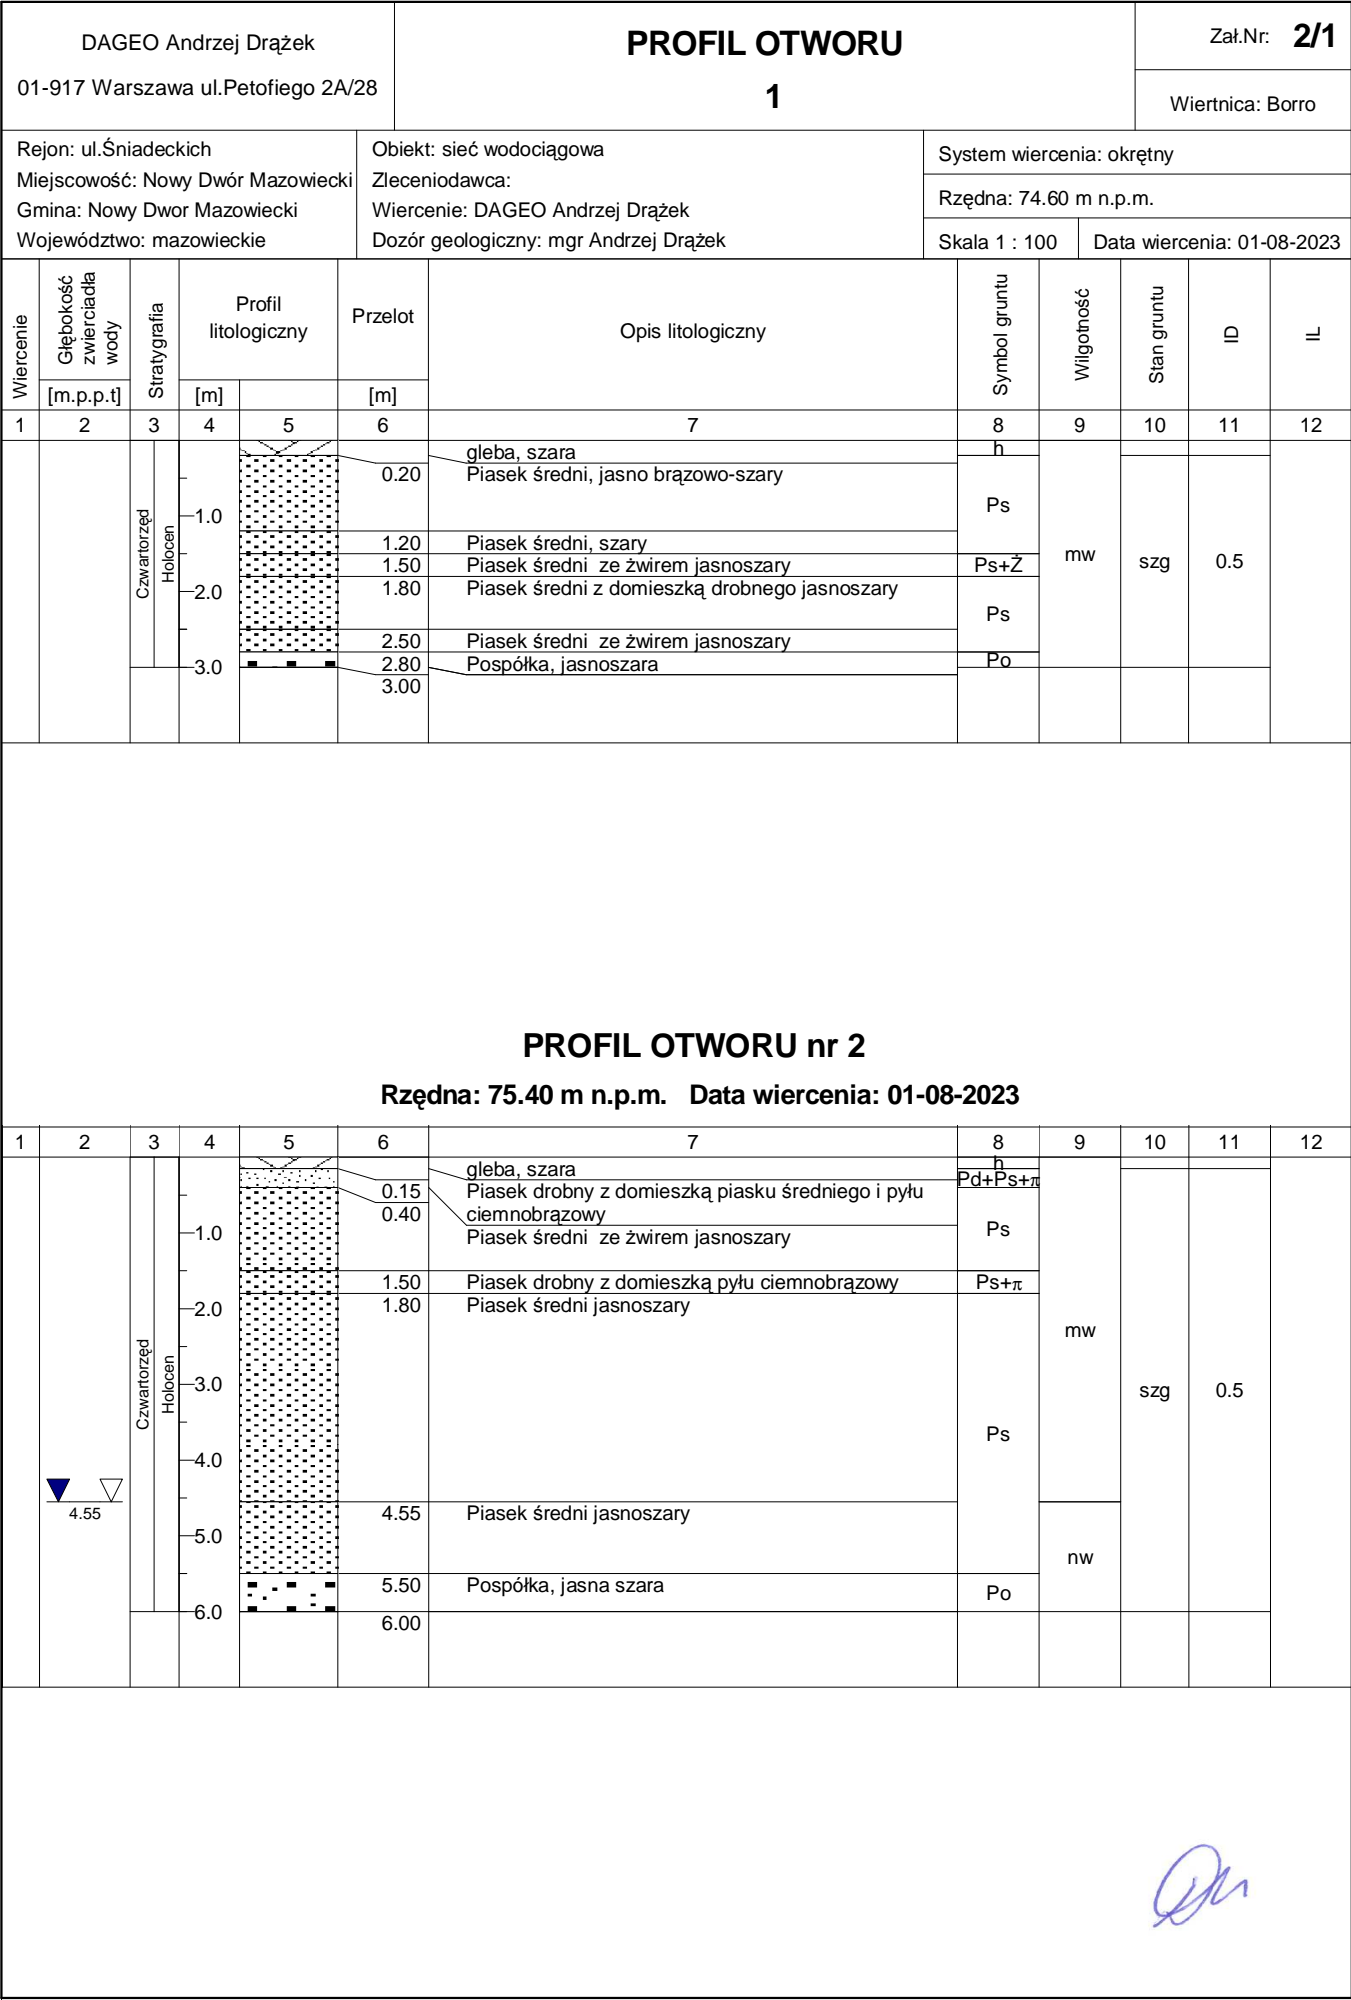 DAGEO Andrzej Drążek
01-917 Warszawa ul.Petofiego 2A/28
PROFIL OTWORU
1
Zał.Nr: 2/1
Wiertnica: Borro
Rejon: ul.Śniadeckich
Miejscowość: Nowy Dwór Mazowiecki
Gmina: Nowy Dwor Mazowiecki
Województwo: mazowieckie
Obiekt: sieć wodociągowa
Zleceniodawca:
Wiercenie: DAGEO Andrzej Drążek
Dozór geologiczny: mgr Andrzej Drążek
System wiercenia: okrętny
Rzędna: 74.60 m n.p.m.
Skala 1 : 100 Data wiercenia: 01-08-2023
Wiercenie
Głębokość
zwierciadła
wody
[m.p.p.t]
Stratygrafia
Profil
litologiczny
[m]
Przelot
[m]
Opis litologiczny
Symbol gruntu
Wilgotność
Stan gruntu
ID
IL
1 2 3 4 5 6 7 8 9 10 11 12
Czwartorzęd
Holocen
1.0
2.0
3.0
gleba, szara h
0.20 Piasek średni, jasno brązowo-szary
Ps
1.20 Piasek średni, szary
1.50 Piasek średni ze żwirem jasnoszary Ps+Ż
mw szg 0.5
1.80 Piasek średni z domieszką drobnego jasnoszary
Ps
2.50 Piasek średni ze żwirem jasnoszary
2.80 Pospółka, jasnoszara Po
3.00
PROFIL OTWORU nr 2
Rzędna: 75.40 m n.p.m. Data wiercenia: 01-08-2023
1 2 3 4 5 6 7 8 9 10 11 12
4.55
Czwartorzęd
Holocen
1.0
2.0
3.0
4.0
5.0
6.0
gleba, szara h
0.15 Piasek drobny z domieszką piasku średniego i pyłu Pd+Ps+π
0.40 ciemnobrązowy
Piasek średni ze żwirem jasnoszary Ps
1.50 Piasek drobny z domieszką pyłu ciemnobrązowy Ps+π
1.80 Piasek średni jasnoszary
mw
szg 0.5
Ps
4.55 Piasek średni jasnoszary
nw
5.50 Pospółka, jasna szara Po
6.00